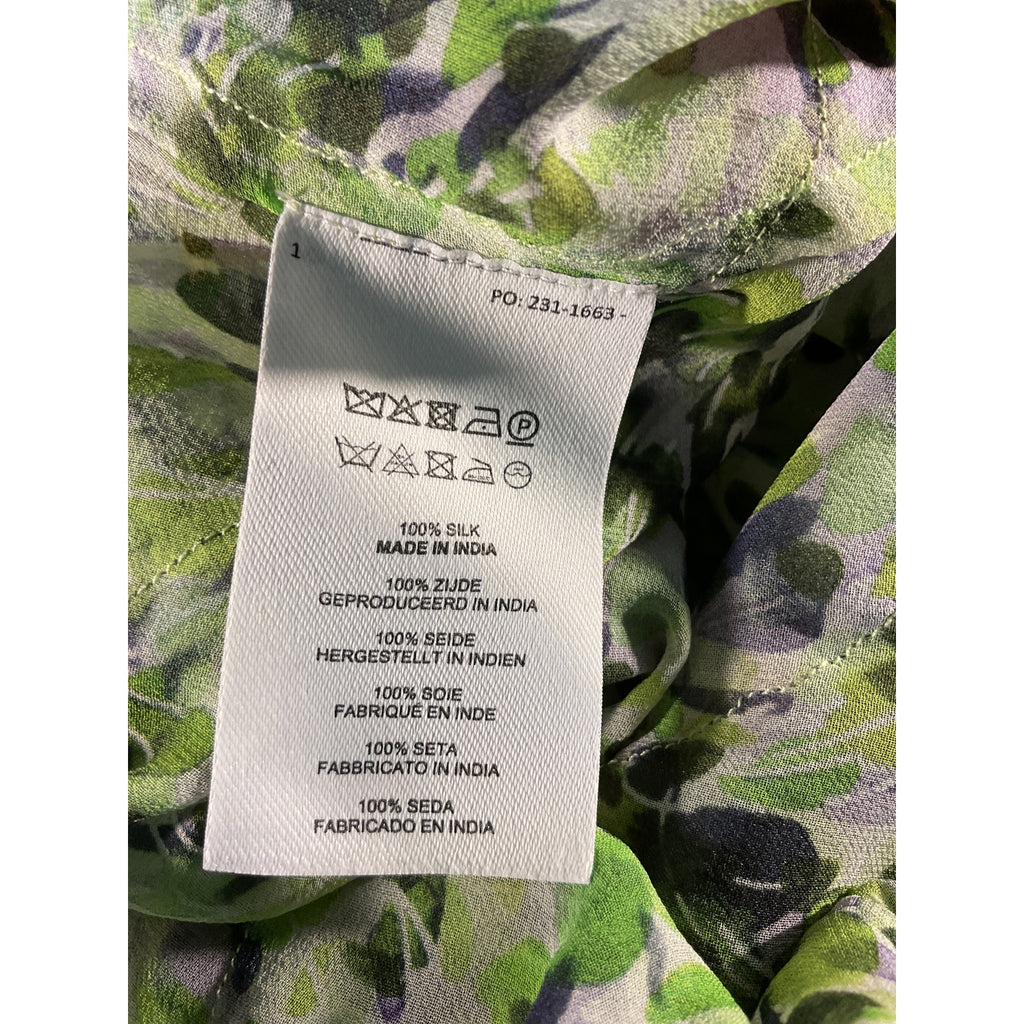 1
PO: 231-1663 -
P
100% SILK
MADE IN INDIA
100% ZIJDE
GEPRODUCEERD IN INDIA
100% SEIDE
HERGESTELLT IN INDIEN
100% SOIE
FABRIQUÉ EN INDE
100% SETA
FABBRICATO IN INDIA
100% SEDA
FABRICADO EN INDIA